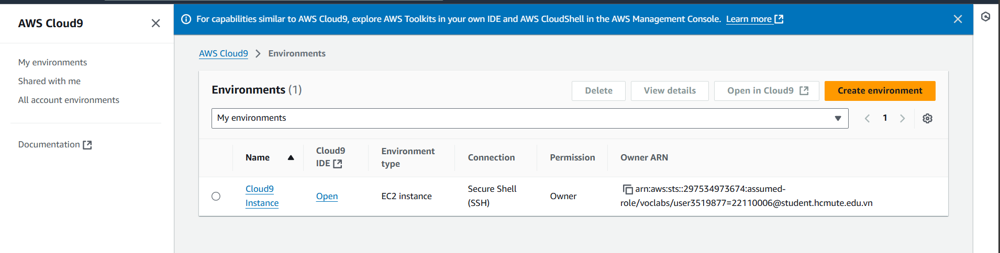 AWS Cloud9
For capabilities similar to AWS Cloud9, explore AWS Toolkits in your own IDE and AWS CloudShell in the AWS Management Console. Learn more
My environments
Shared with me
All account environments
Documentation
AWS Cloud9 > Environments
Environments (1)
Delete
View details
Open in Cloud9
Create environment
My environments
1
Name
Cloud9
IDE
Environment
type
Connection
Permission
Owner ARN
Cloud9
Instance
Open
EC2 instance
Secure Shell
(SSH)
Owner
arn:aws:sts::297534973674:assumed-
role/voclabs/user3519877=22110006@student.hcmute.edu.vn